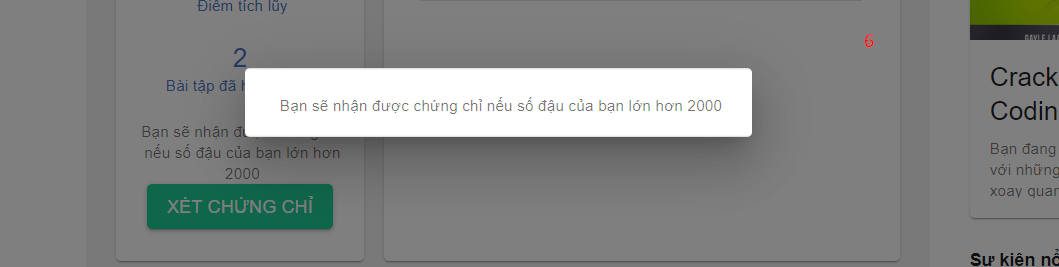 Điểm tích lũy
2
Bài tập đã
Bạn sẽ nhận được chứng chỉ nếu số đậu của bạn lớn hơn 2000
Bạn sẽ nhận
nếu số đậu của bạn lớn hơn
2000
XÉT CHỨNG CHỈ
6
GAYLE
Crack
Codin
Bạn đang
với những
xoay quan
Sự kiện nổ